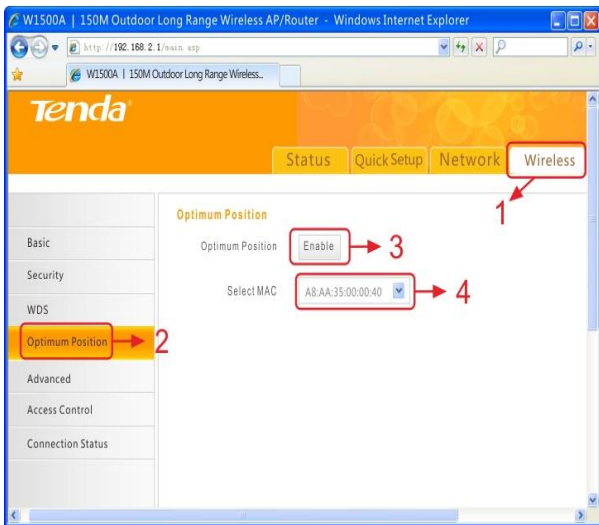 W1500A | 150M Outdoor Long Range Wireless AP/Router - Windows Internet Explorer
http://192.168.2.1/main.asp
W1500A | 150M Outdoor Long Range Wireless...
Tenda
Status Quick Setup Network Wireless
1
Optimum Position
Basic
Optimum Position Enable 3
Security
Select MAC A8:AA:35:00:00:40 4
WDS
Optimum Position 2
Advanced
Access Control
Connection Status